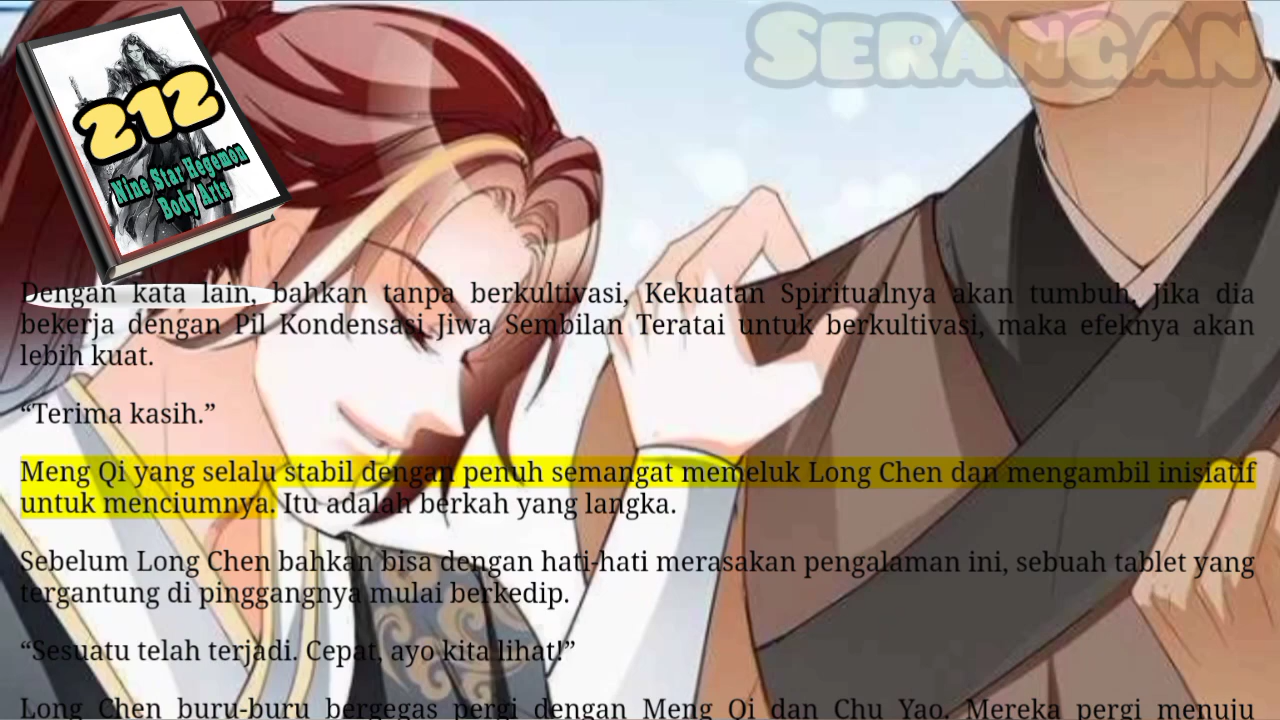 SERANGAN
212
Nine Star Hegemon
Body Arts
Dengan kata lain, bahkan tanpa berkultivasi, Kekuatan Spiritualnya akan tumbuh. Jika dia
bekerja dengan Pil Kondensasi Jiwa Sembilan Teratai untuk berkultivasi, maka efeknya akan
lebih kuat.
“Terima kasih.”
Meng Qi yang selalu stabil dengan penuh semangat memeluk Long Chen dan mengambil inisiatif
untuk menciumnya. Itu adalah berkah yang langka.
Sebelum Long Chen bahkan bisa dengan hati-hati merasakan pengalaman ini, sebuah tablet yang
tergantung di pinggangnya mulai berkedip.
“Sesuatu telah terjadi. Cepat, ayo kita lihat!”
Long Chen buru-buru bergegas pergi dengan Meng Qi dan Chu Yao. Mereka pergi menuju